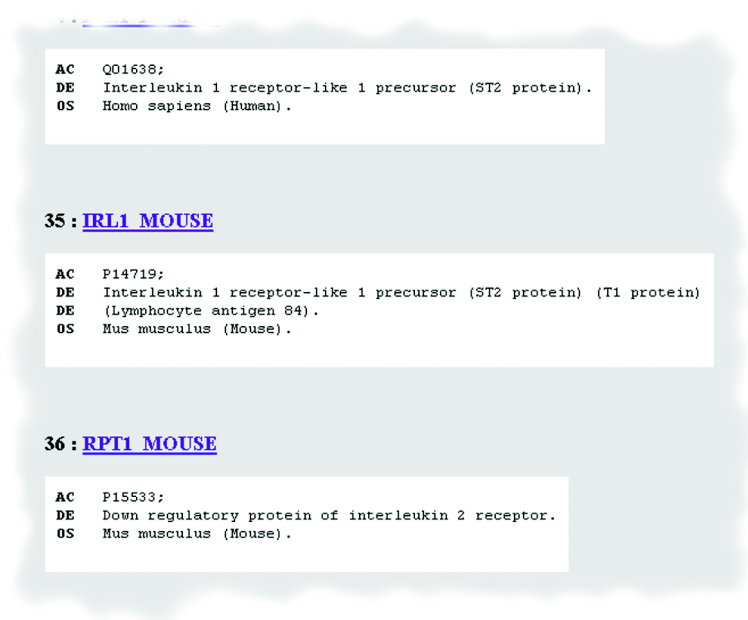 AC Q01638;
DE Interleukin 1 receptor-like 1 precursor (ST2 protein).
OS Homo sapiens (Human).
35 : IRL1_MOUSE
AC P14719;
DE Interleukin 1 receptor-like 1 precursor (ST2 protein) (T1 protein)
DE (Lymphocyte antigen 84).
OS Mus musculus (Mouse).
36 : RPT1_MOUSE
AC P15533;
DE Down regulatory protein of interleukin 2 receptor.
OS Mus musculus (Mouse).